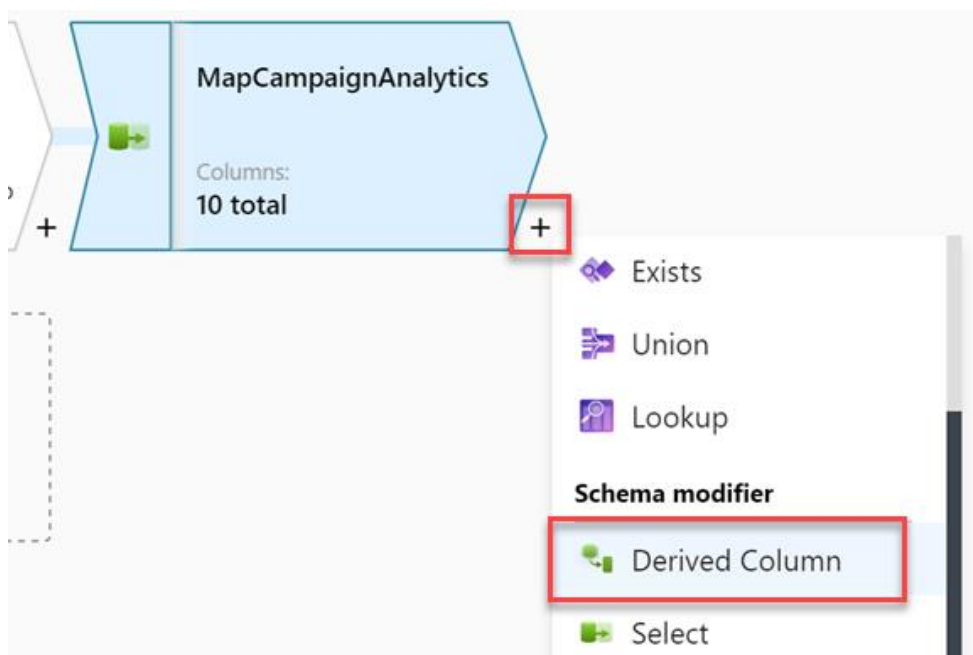 MapCampaignAnalytics
Columns:
10 total
+
+
Exists
Union
Lookup
Schema modifier
Derived Column
Select